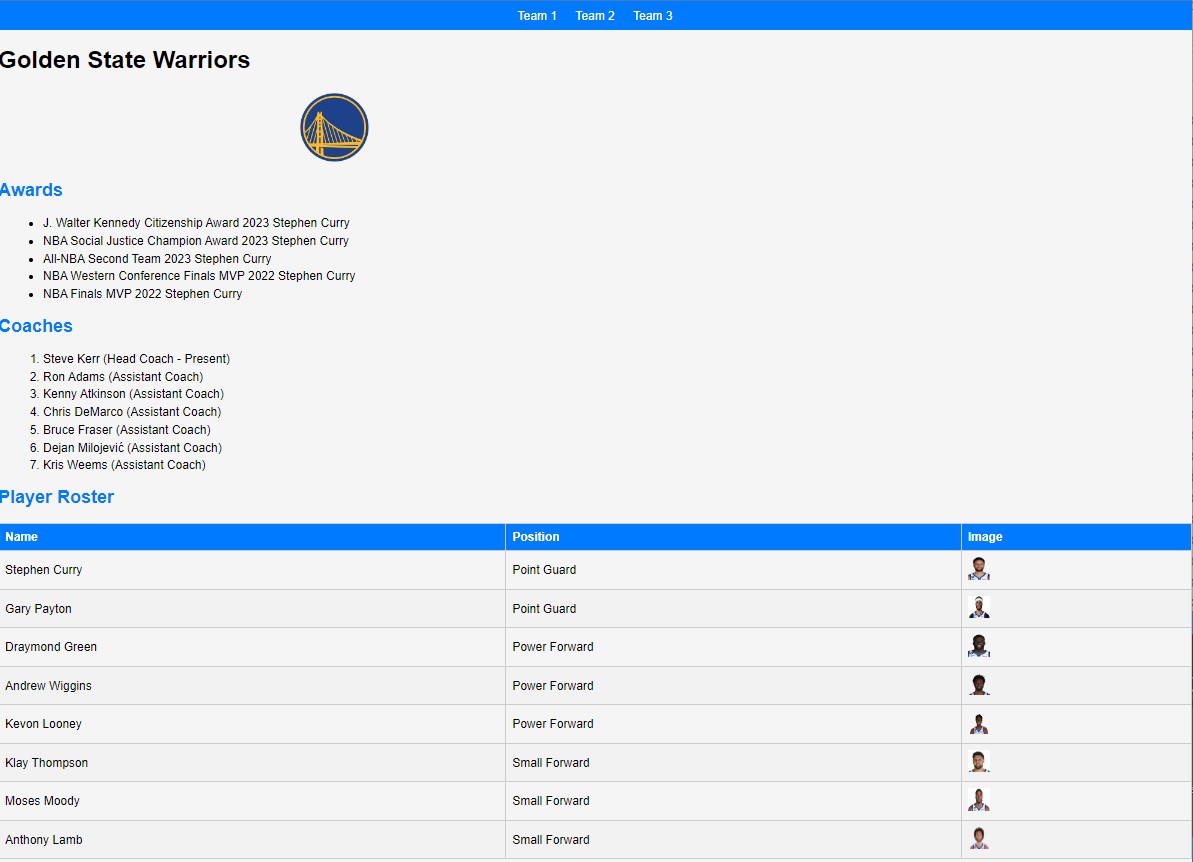 Team 1 Team 2 Team 3
Golden State Warriors
Awards
• J. Walter Kennedy Citizenship Award 2023 Stephen Curry
• NBA Social Justice Champion Award 2023 Stephen Curry
• All-NBA Second Team 2023 Stephen Curry
• NBA Western Conference Finals MVP 2022 Stephen Curry
• NBA Finals MVP 2022 Stephen Curry
Coaches
1. Steve Kerr (Head Coach - Present)
2. Ron Adams (Assistant Coach)
3. Kenny Atkinson (Assistant Coach)
4. Chris DeMarco (Assistant Coach)
5. Bruce Fraser (Assistant Coach)
6. Dejan Milojević (Assistant Coach)
7. Kris Weems (Assistant Coach)
Player Roster
Name Position Image
Stephen Curry Point Guard
Gary Payton Point Guard
Draymond Green Power Forward
Andrew Wiggins Power Forward
Kevon Looney Power Forward
Klay Thompson Small Forward
Moses Moody Small Forward
Anthony Lamb Small Forward